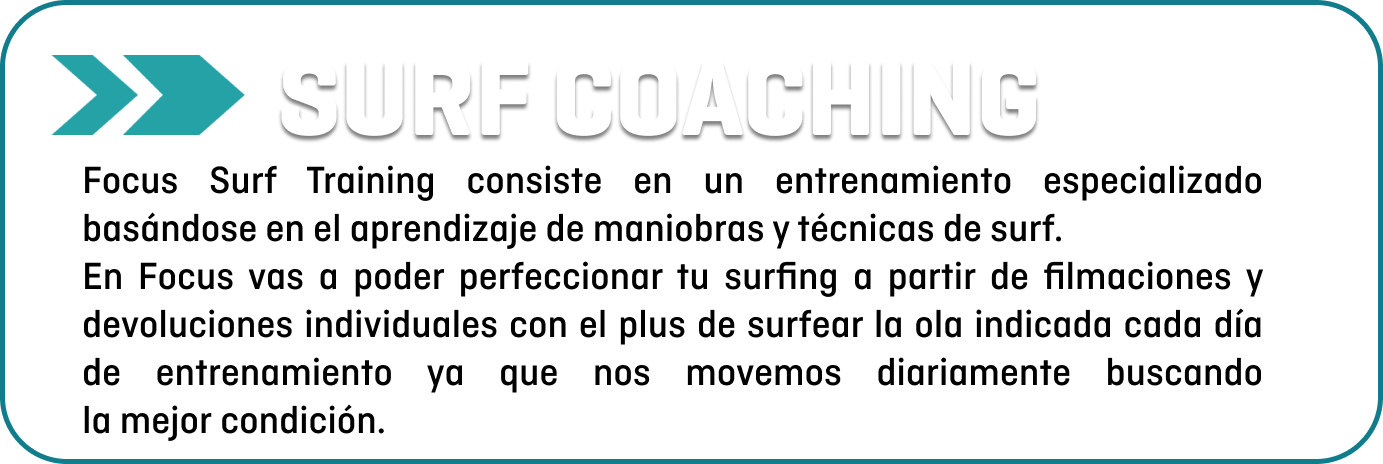 SURF COACHING
Focus Surf Training consiste en un entrenamiento especializado
basándose en el aprendizaje de maniobras y técnicas de surf.
En Focus vas a poder perfeccionar tu surfing a partir de filmaciones y
devoluciones individuales con el plus de surfear la ola indicada cada día
de entrenamiento ya que nos movemos diariamente buscando
la mejor condición.